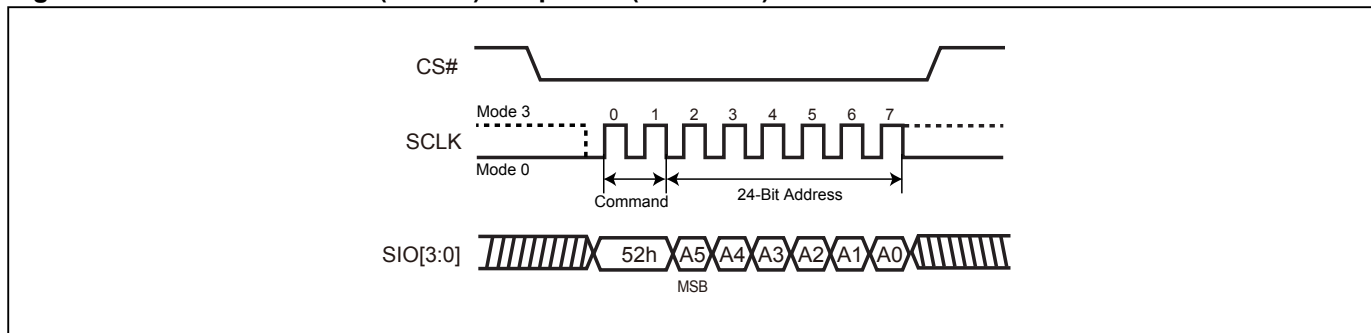 CS#
Mode 3
0 1 2 3 4 5 6 7
SCLK
Mode 0
Command
24-Bit Address
SIO[3:0]
52h A5 A4 A3 A2 A1 A0
MSB